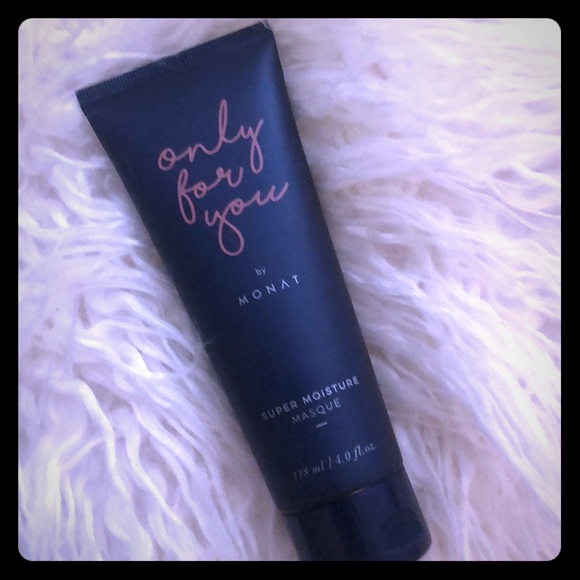 only
for
you
by
MONAT
SUPER MOISTURE
MASQUE
118 ml / 4.0 fl.oz.